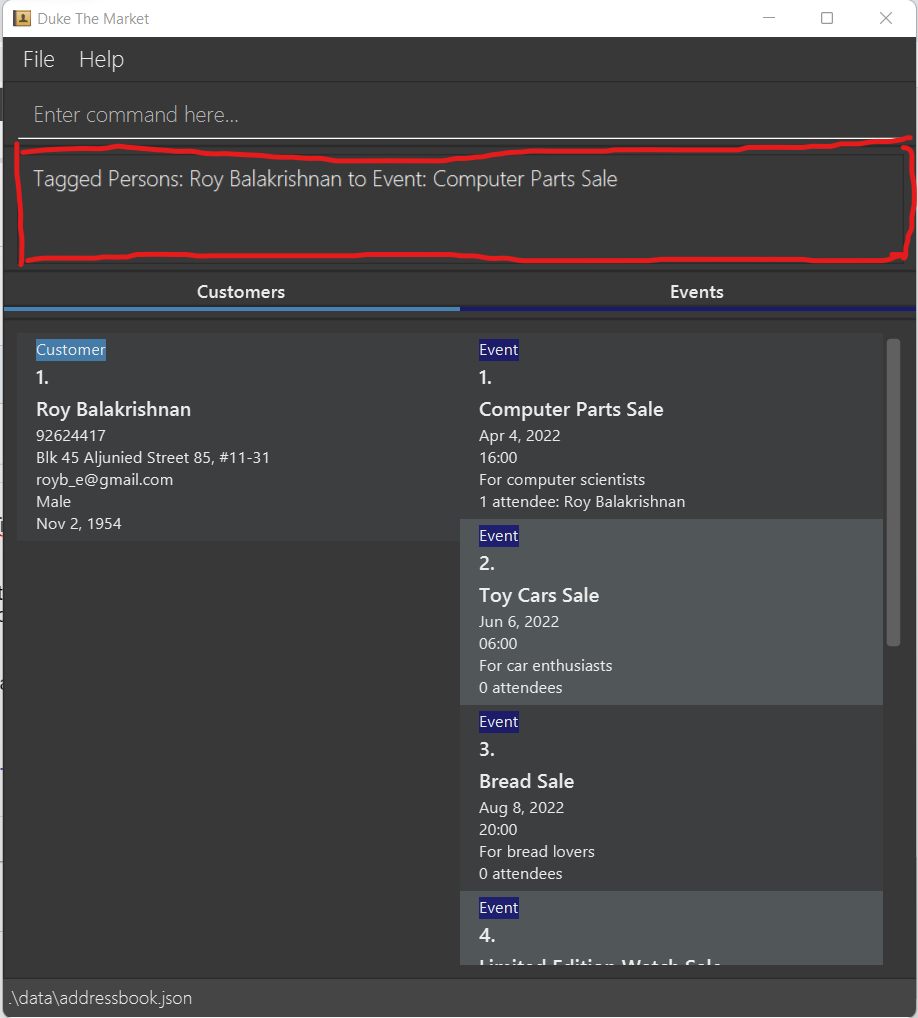 Duke The Market
File Help
Enter command here...
Tagged Persons: Roy Balakrishnan to Event: Computer Parts Sale
Customers
Events
Customer
1.
Roy Balakrishnan
92624417
Blk 45 Aljunied Street 85, #11-31
royb_e@gmail.com
Male
Nov 2, 1954
Event
1.
Computer Parts Sale
Apr 4, 2022
16:00
For computer scientists
1 attendee: Roy Balakrishnan
Event
2.
Toy Cars Sale
Jun 6, 2022
06:00
For car enthusiasts
0 attendees
Event
3.
Bread Sale
Aug 8, 2022
20:00
For bread lovers
0 attendees
Event
4.
Limited Edition Watch Sale
.\data\addressbook.json